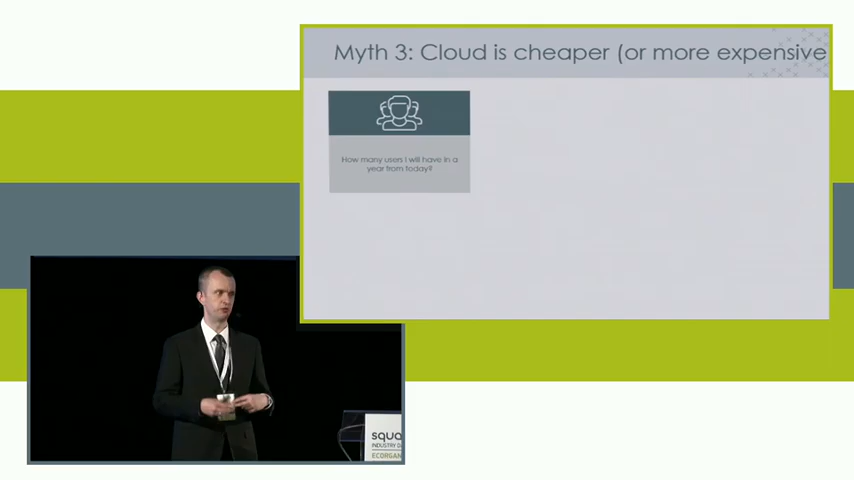 Myth 3: Cloud is cheaper (or more expensive
How many users I will have in a
year from today?
squa
INDUSTRY DA
ECORGAN